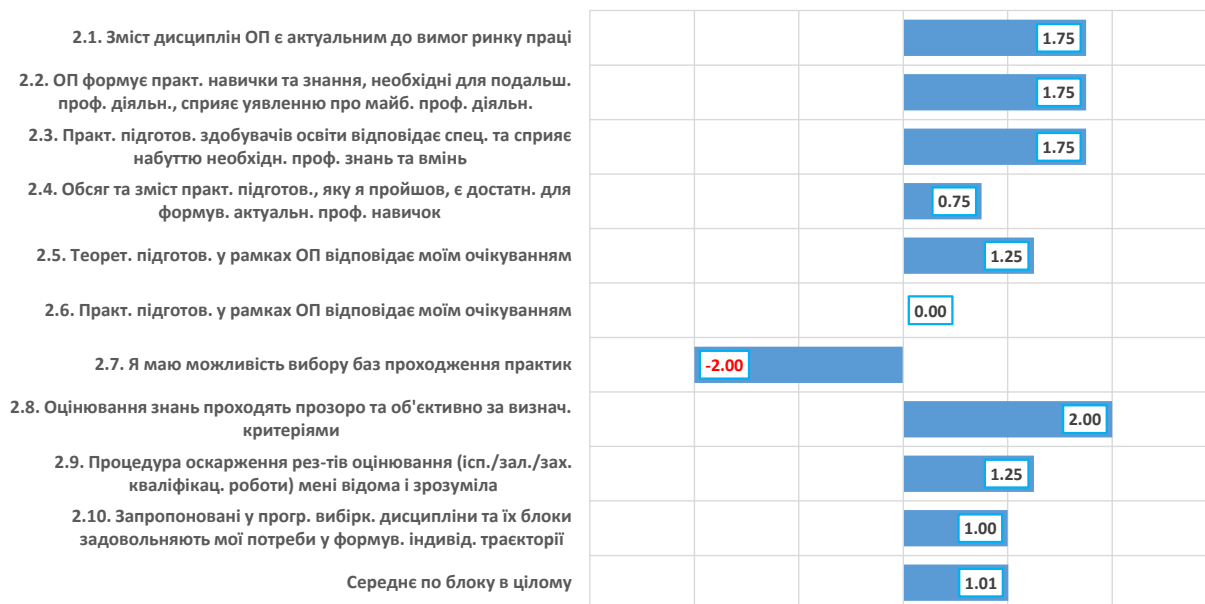 2.1. Зміст дисциплін ОП є актуальним до вимог ринку праці
1.75
2.2. ОП формує практ. навички та знання, необхідні для подальш.
проф. діяльн., сприяє уявленню про майб. проф. діяльн.
1.75
2.3. Практ. підготов. здобувачів освіти відповідає спец. та сприяє
набуттю необхідн. проф. знань та вмінь
1.75
2.4. Обсяг та зміст практ. підготов., яку я пройшов, є достатн. для
формув. актуальн. проф. навичок
0.75
2.5. Теорет. підготов. у рамках ОП відповідає моїм очікуванням
1.25
2.6. Практ. підготов. у рамках ОП відповідає моїм очікуванням
0.00
2.7. Я маю можливість вибору баз проходження практик
-2.00
2.8. Оцінювання знань проходять прозоро та об'єктивно за визнач.
критеріями
2.00
2.9. Процедура оскарження рез-тів оцінювання (ісп./зал./зах.
кваліфікац. роботи) мені відома і зрозуміла
1.25
2.10. Запропоновані у прогр. вибірк. дисципліни та їх блоки
задовольняють мої потреби у формув. індивід. траєкторії
1.00
Середнє по блоку в цілому
1.01